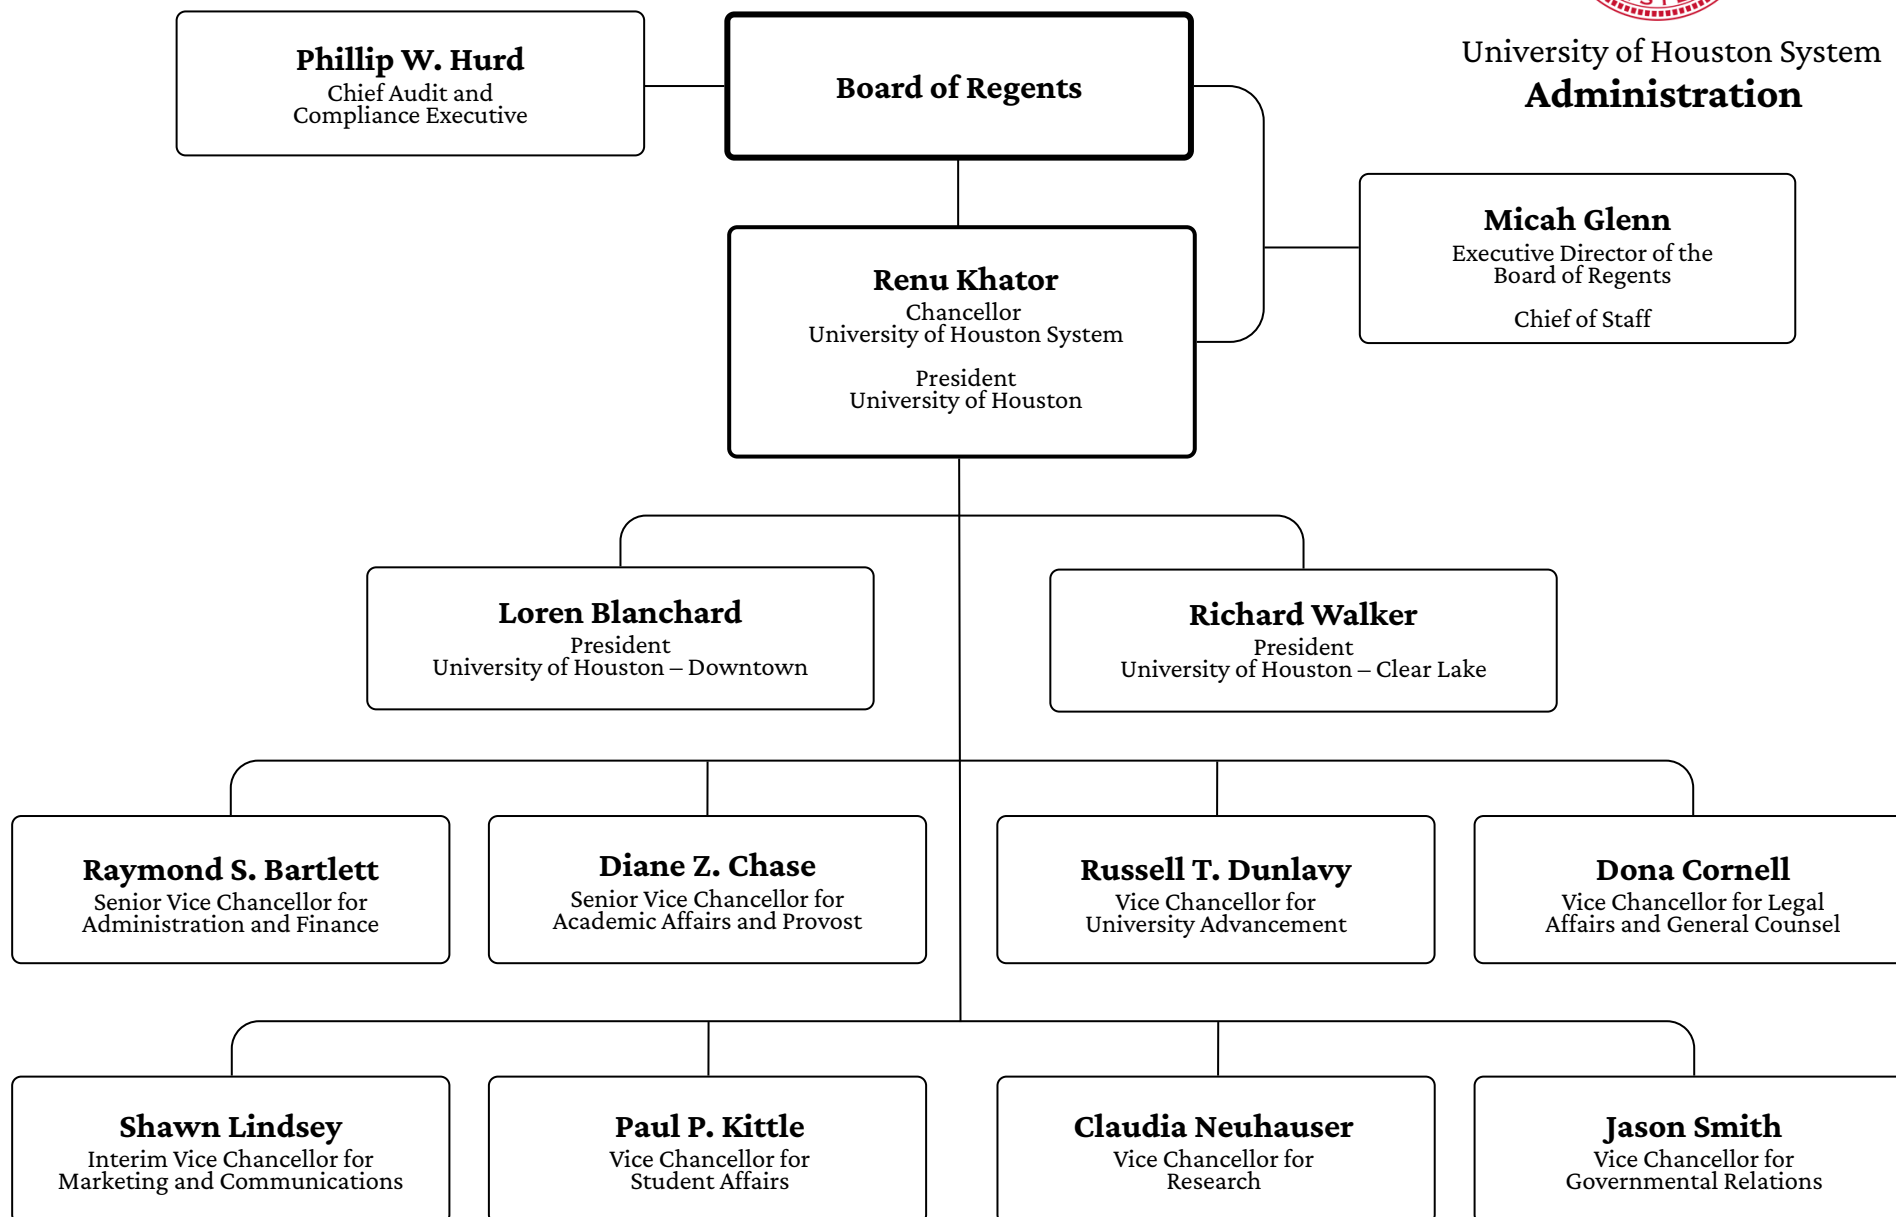 Phillip W. Hurd
Chief Audit and
Compliance Executive
Board of Regents
University of Houston System
Administration
Micah Glenn
Executive Director of the
Board of Regents
Chief of Staff
Renu Khator
Chancellor
University of Houston System
President
University of Houston
Loren Blanchard
President
University of Houston – Downtown
Richard Walker
President
University of Houston – Clear Lake
Raymond S. Bartlett
Senior Vice Chancellor for
Administration and Finance
Diane Z. Chase
Senior Vice Chancellor for
Academic Affairs and Provost
Russell T. Dunlavy
Vice Chancellor for
University Advancement
Dona Cornell
Vice Chancellor for Legal
Affairs and General Counsel
Shawn Lindsey
Interim Vice Chancellor for
Marketing and Communications
Paul P. Kittle
Vice Chancellor for
Student Affairs
Claudia Neuhauser
Vice Chancellor for
Research
Jason Smith
Vice Chancellor for
Governmental Relations